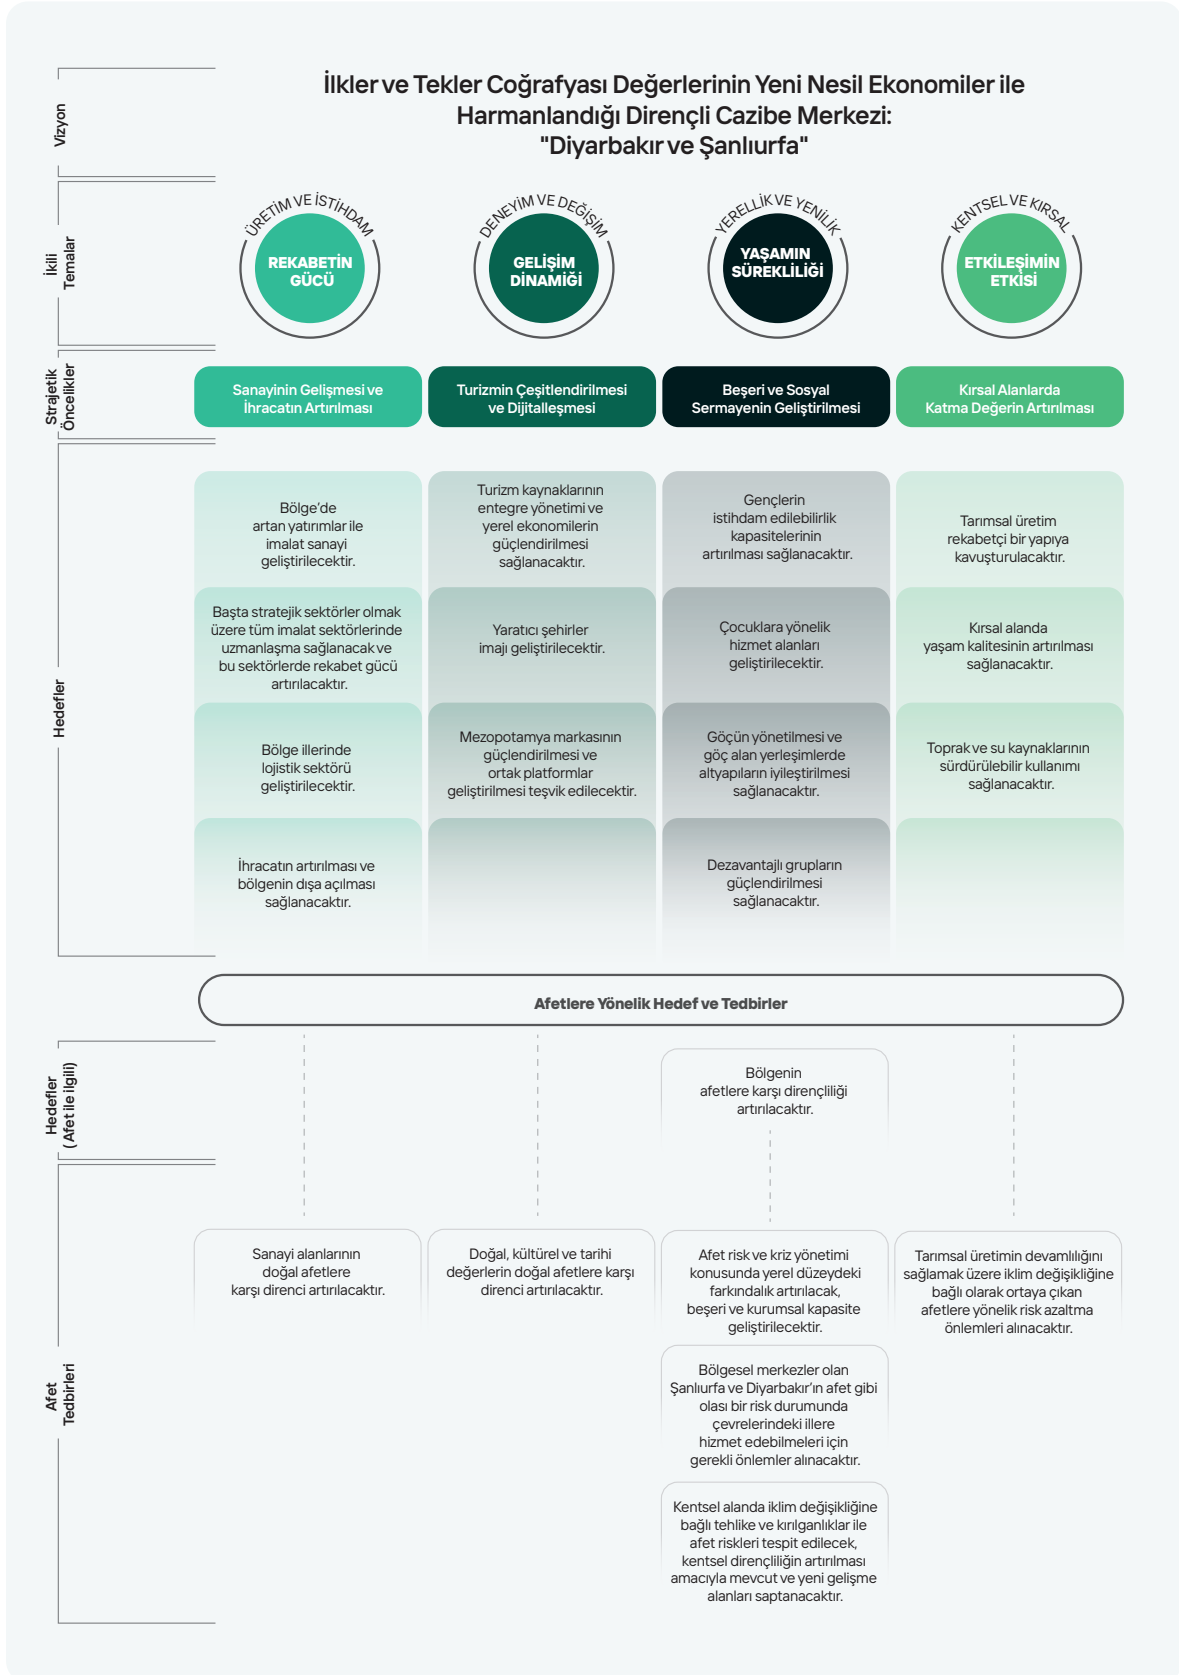 Vizyon
İlkler ve Tekler Coğrafyası Değerlerinin Yeni Nesil Ekonomiler ile
Harmanlandığı Dirençli Cazibe Merkezi:
"Diyarbakır ve Şanlıurfa"
İkili
Temalar
ÜRETİM VE İSTİHDAM
REKABETİN
GÜCÜ
DENEYİM VE DEĞİŞİM
GELİŞİM
DİNAMİĞİ
YERELLİK VE YENİLİK
YAŞAMIN
SÜREKLİLİĞİ
KENTSEL VE KIRSAL
ETKİLEŞİMİN
ETKİSİ
Strajetik
Öncelikler
Sanayinin Gelişmesi ve
İhracatın Artırılması
Turizmin Çeşitlendirilmesi
ve Dijitalleşmesi
Beşeri ve Sosyal
Sermayenin Geliştirilmesi
Kırsal Alanlarda
Katma Değerin Artırılması
Hedefler
Bölge'de
artan yatırımlar ile
imalat sanayi
geliştirilecektir.
Turizm kaynaklarının
entegre yönetimi ve
yerel ekonomilerin
güçlendirilmesi
sağlanacaktır.
Gençlerin
istihdam edilebilirlik
kapasitelerinin
artırılması sağlanacaktır.
Tarımsal üretim
rekabetçi bir yapıya
kavuşturulacaktır.
Başta stratejik sektörler olmak
üzere tüm imalat sektörlerinde
uzmanlaşma sağlanacak ve
bu sektörlerde rekabet gücü
artırılacaktır.
Yaratıcı şehirler
imajı geliştirilecektir.
Çocuklara yönelik
hizmet alanları
geliştirilecektir.
Kırsal alanda
yaşam kalitesinin artırılması
sağlanacaktır.
Bölge illerinde
lojistik sektörü
geliştirilecektir.
Mezopotamya markasının
güçlendirilmesi ve
ortak platformlar
geliştirilmesi teşvik edilecektir.
Göçün yönetilmesi ve
göç alan yerleşimlerde
altyapıların iyileştirilmesi
sağlanacaktır.
Toprak ve su kaynaklarının
sürdürülebilir kullanımı
sağlanacaktır.
İhracatın artırılması ve
bölgenin dışa açılması
sağlanacaktır.
Dezavantajlı grupların
güçlendirilmesi
sağlanacaktır.
Afetlere Yönelik Hedef ve Tedbirler
Hedefler
( Afet ile ilgili)
Bölgenin
afetlere karşı dirençliliği
artırılacaktır.
Afet
Tedbirleri
Sanayi alanlarının
doğal afetlere
karşı direnci artırılacaktır.
Doğal, kültürel ve tarihi
değerlerin doğal afetlere karşı
direnci artırılacaktır.
Afet risk ve kriz yönetimi
konusunda yerel düzeydeki
farkındalık artırılacak,
beşeri ve kurumsal kapasite
geliştirilecektir.
Tarımsal üretimin devamlılığını
sağlamak üzere iklim değişikliğine
bağlı olarak ortaya çıkan
afetlere yönelik risk azaltma
önlemleri alınacaktır.
Bölgesel merkezler olan
Şanlıurfa ve Diyarbakır'ın afet gibi
olası bir risk durumunda
çevrelerindeki illere
hizmet edebilmeleri için
gerekli önlemler alınacaktır.
Kentsel alanda iklim değişikliğine
bağlı tehlike ve kırılganlıklar ile
afet riskleri tespit edilecek,
kentsel dirençliliğin artırılması
amacıyla mevcut ve yeni gelişme
alanları saptanacaktır.